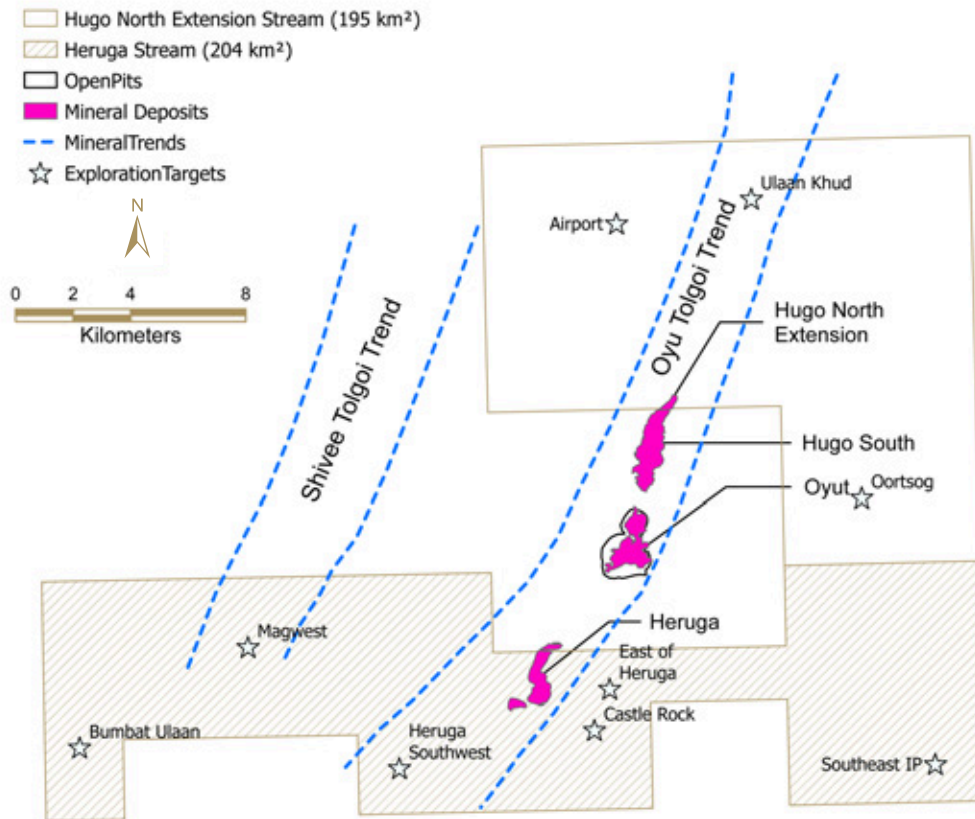 Hugo North Extension Stream (195 km²)
Heruga Stream (204 km²)
OpenPits
Mineral Deposits
MineralTrends
ExplorationTargets
N
0 2 4 8
Kilometers
Shivee Tolgoi Trend
Oyu Tolgoi Trend
Airport
Ulaan Khud
Hugo North
Extension
Hugo South
Oyut
Oortsog
Heruga
Magwest
East of
Heruga
Castle Rock
Bumbat Ulaan
Heruga
Southwest
Southeast IP